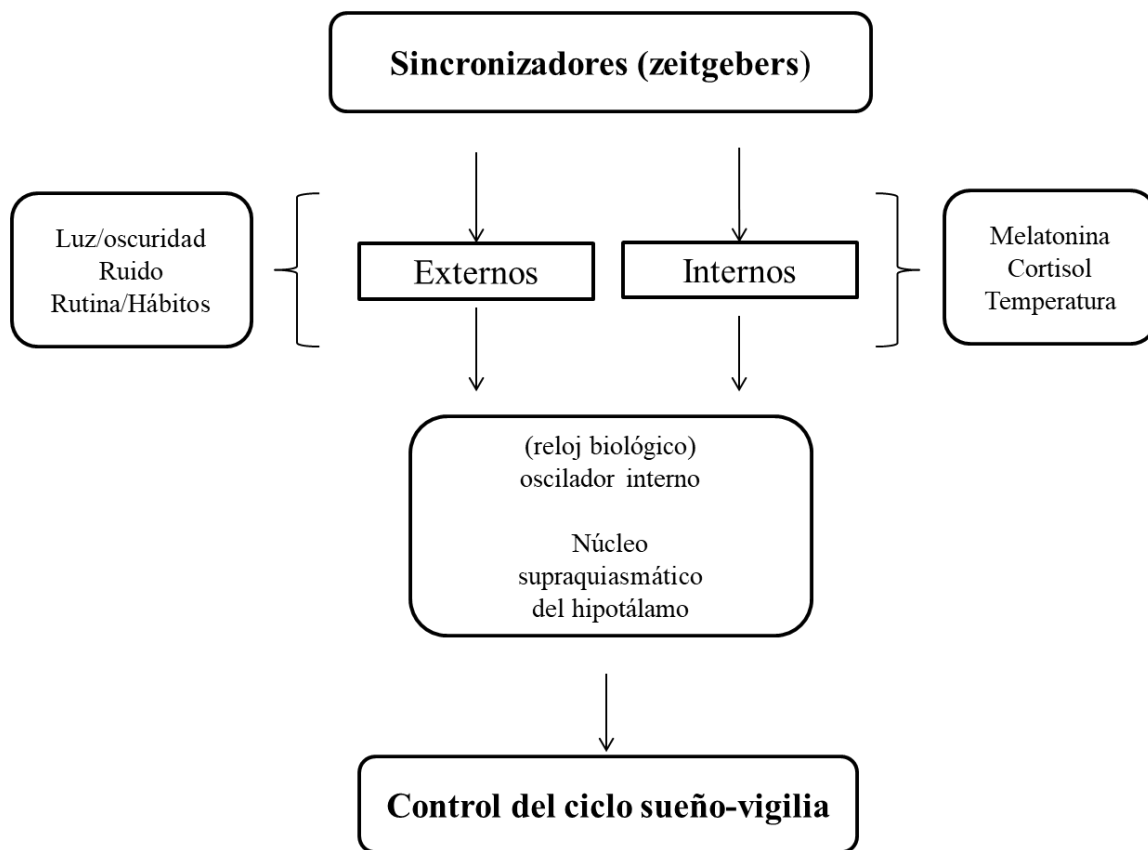 Sincronizadores (zeitgebers)
Luz/oscuridad
Ruido
Rutina/Hábitos
Externos
Internos
Melatonina
Cortisol
Temperatura
(reloj biológico)
oscilador interno
Núcleo
supraquiasmático
del hipotálamo
Control del ciclo sueño-vigilia